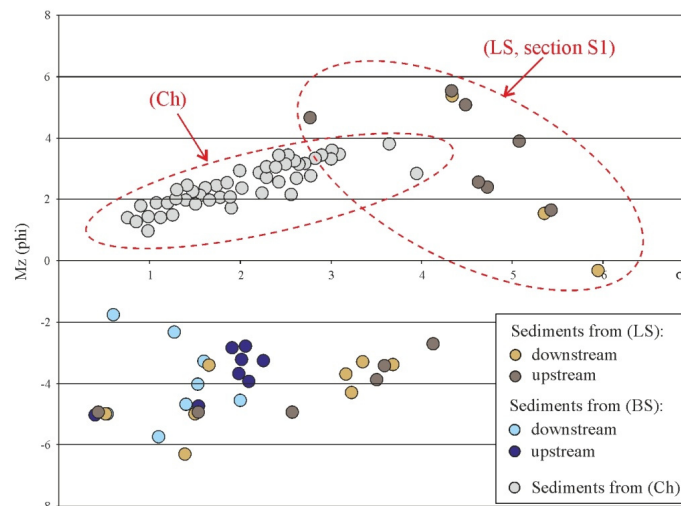 8
(LS, section S1)
6
(Ch)
4
2
Mz (phi)
0
1
2
3
4
5
6
-2
Sediments from (LS):
downstream
upstream
-4
Sediments from (BS):
downstream
upstream
-6
Sediments from (Ch)
8